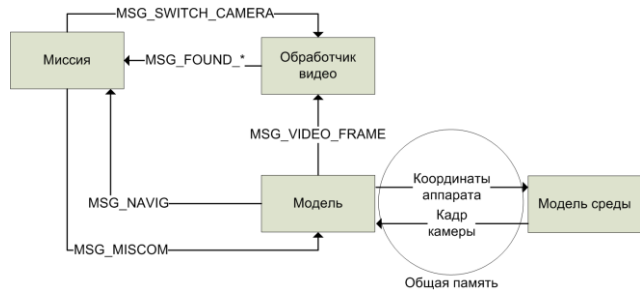 MSG_SWITCH_CAMERA
Миссия
MSG_FOUND_*
Обработчик
видео
MSG_VIDEO_FRAME
Координаты
аппарата
MSG_NAVIG
Модель
Модель среды
Кадр
камеры
MSG_MISCOM
Общая память